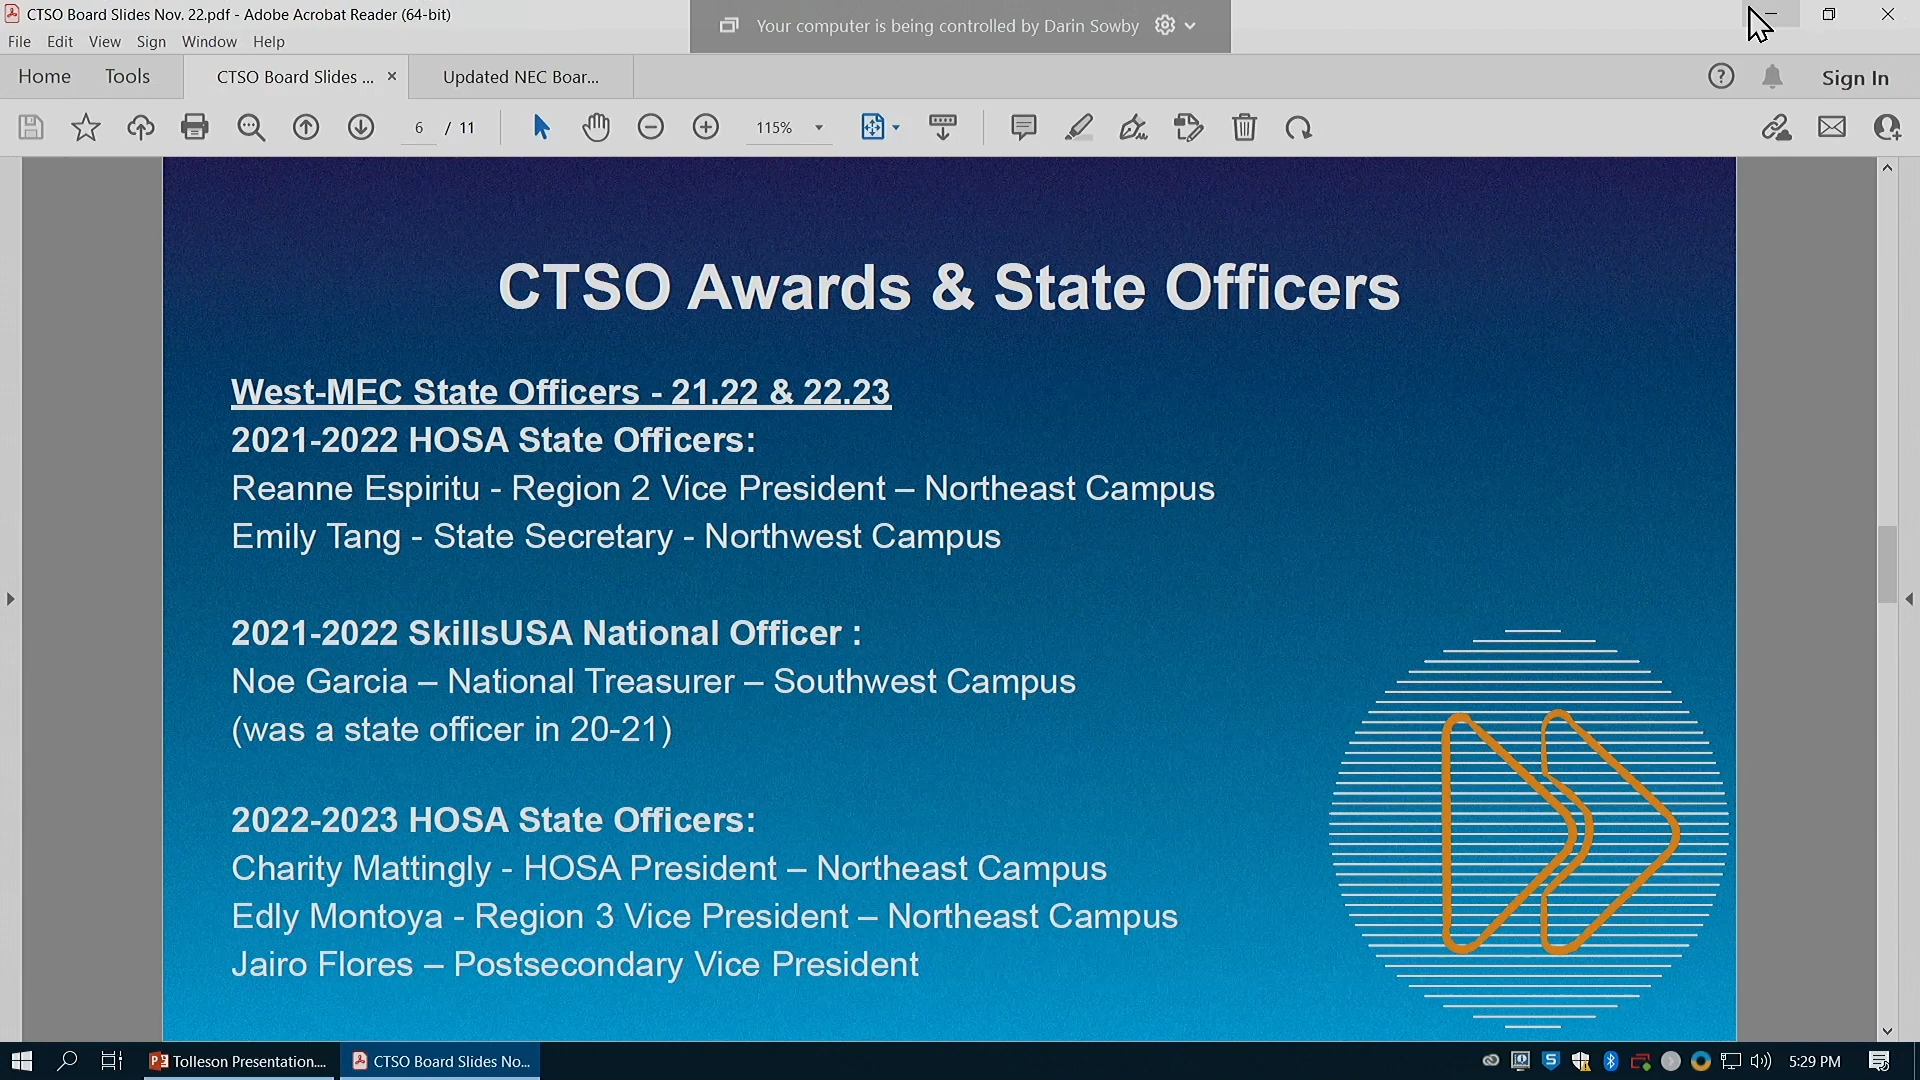 CTSO Board Slides Nov. 22.pdf - Adobe Acrobat Reader (64-bit)
Your computer is being controlled by Darin Sowby
File Edit View Sign Window Help
Home Tools CTSO Board Slides ... × Updated NEC Boar... Sign In
6 / 11 115%
CTSO Awards & State Officers
West-MEC State Officers - 21.22 & 22.23
2021-2022 HOSA State Officers:
Reanne Espiritu - Region 2 Vice President – Northeast Campus
Emily Tang - State Secretary - Northwest Campus
2021-2022 SkillsUSA National Officer :
Noe Garcia – National Treasurer – Southwest Campus
(was a state officer in 20-21)
2022-2023 HOSA State Officers:
Charity Mattingly - HOSA President – Northeast Campus
Edly Montoya - Region 3 Vice President – Northeast Campus
Jairo Flores – Postsecondary Vice President
Tolleson Presentation... CTSO Board Slides No... 5:29 PM